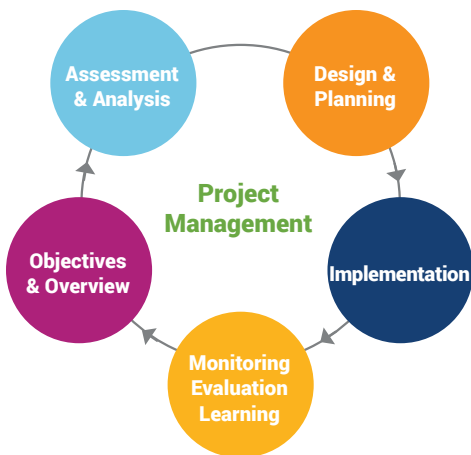 Assessment
& Analysis
Design &
Planning
Project
Management
Objectives
& Overview
Implementation
Monitoring
Evaluation
Learning